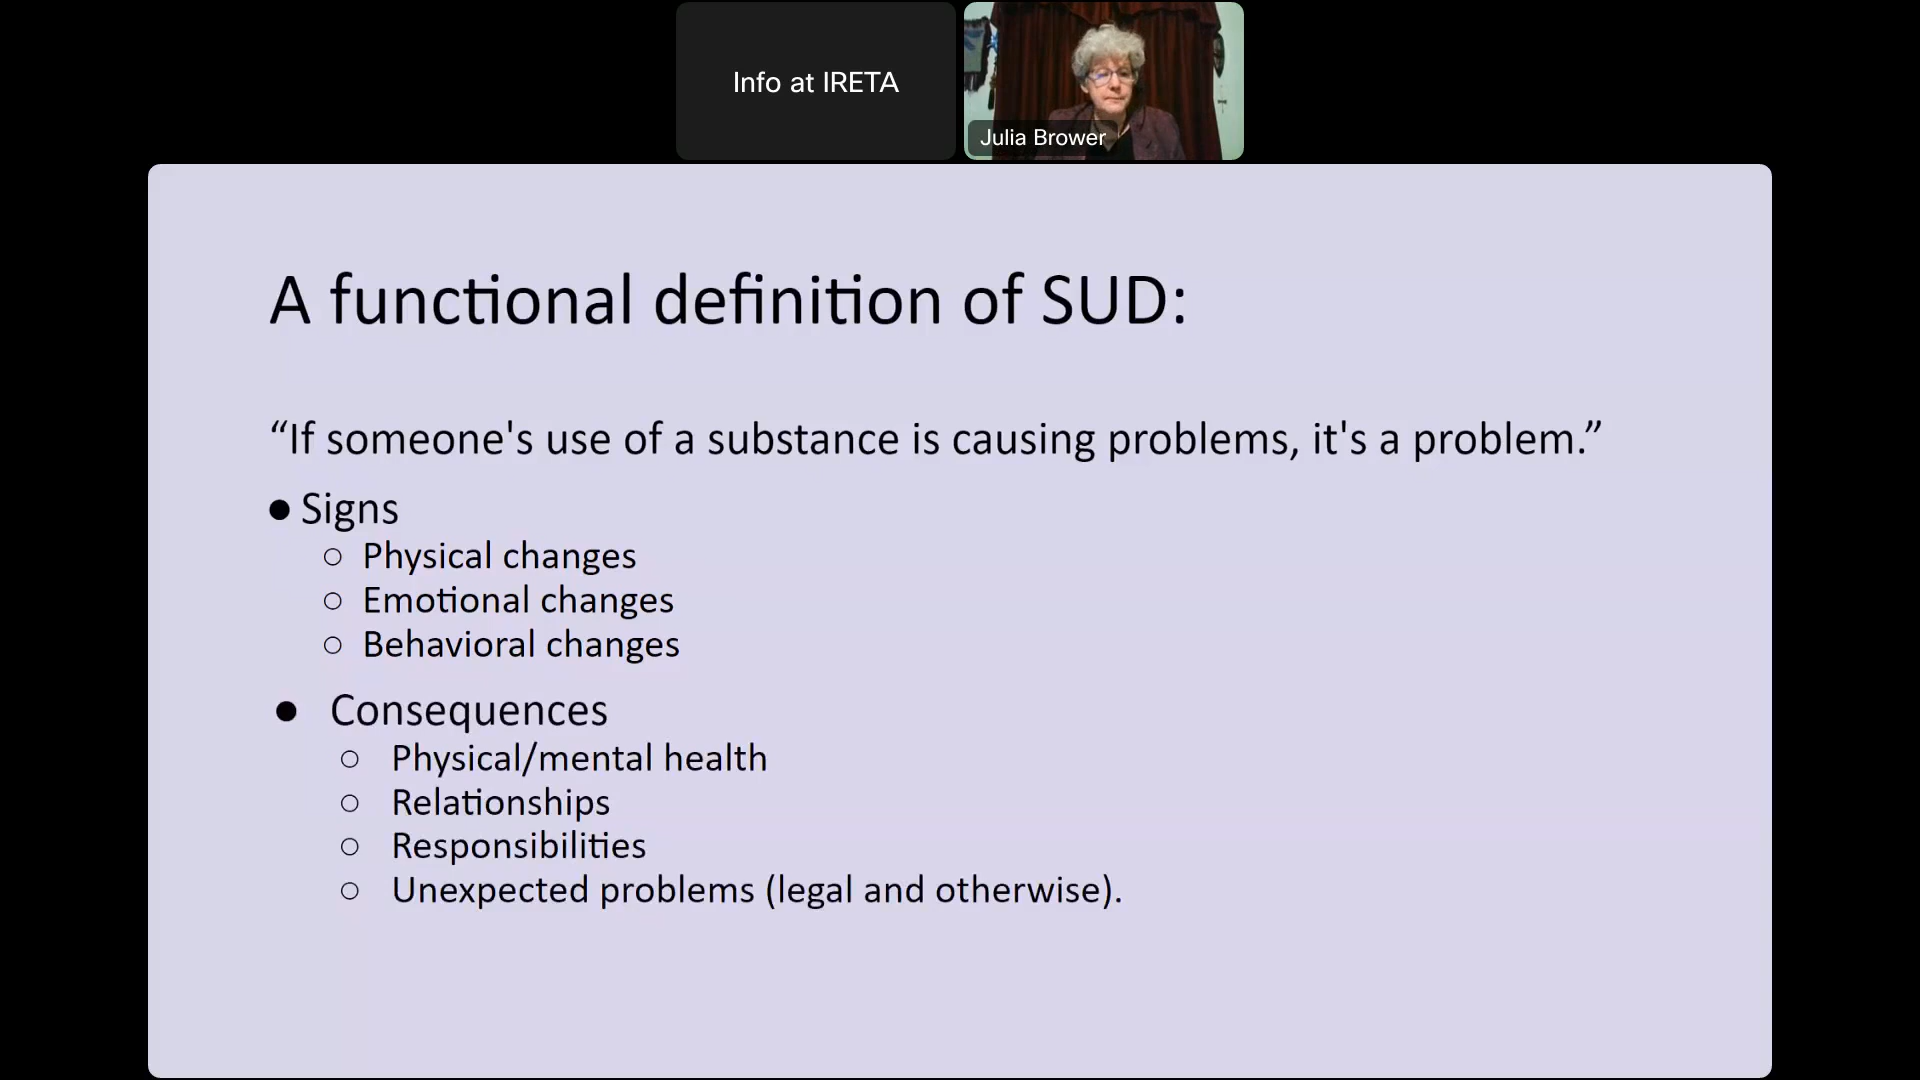 Info at IRETA
Julia Brower
A functional definition of SUD:
“If someone's use of a substance is causing problems, it's a problem.”
● Signs
○ Physical changes
○ Emotional changes
○ Behavioral changes
● Consequences
○ Physical/mental health
○ Relationships
○ Responsibilities
○ Unexpected problems (legal and otherwise).